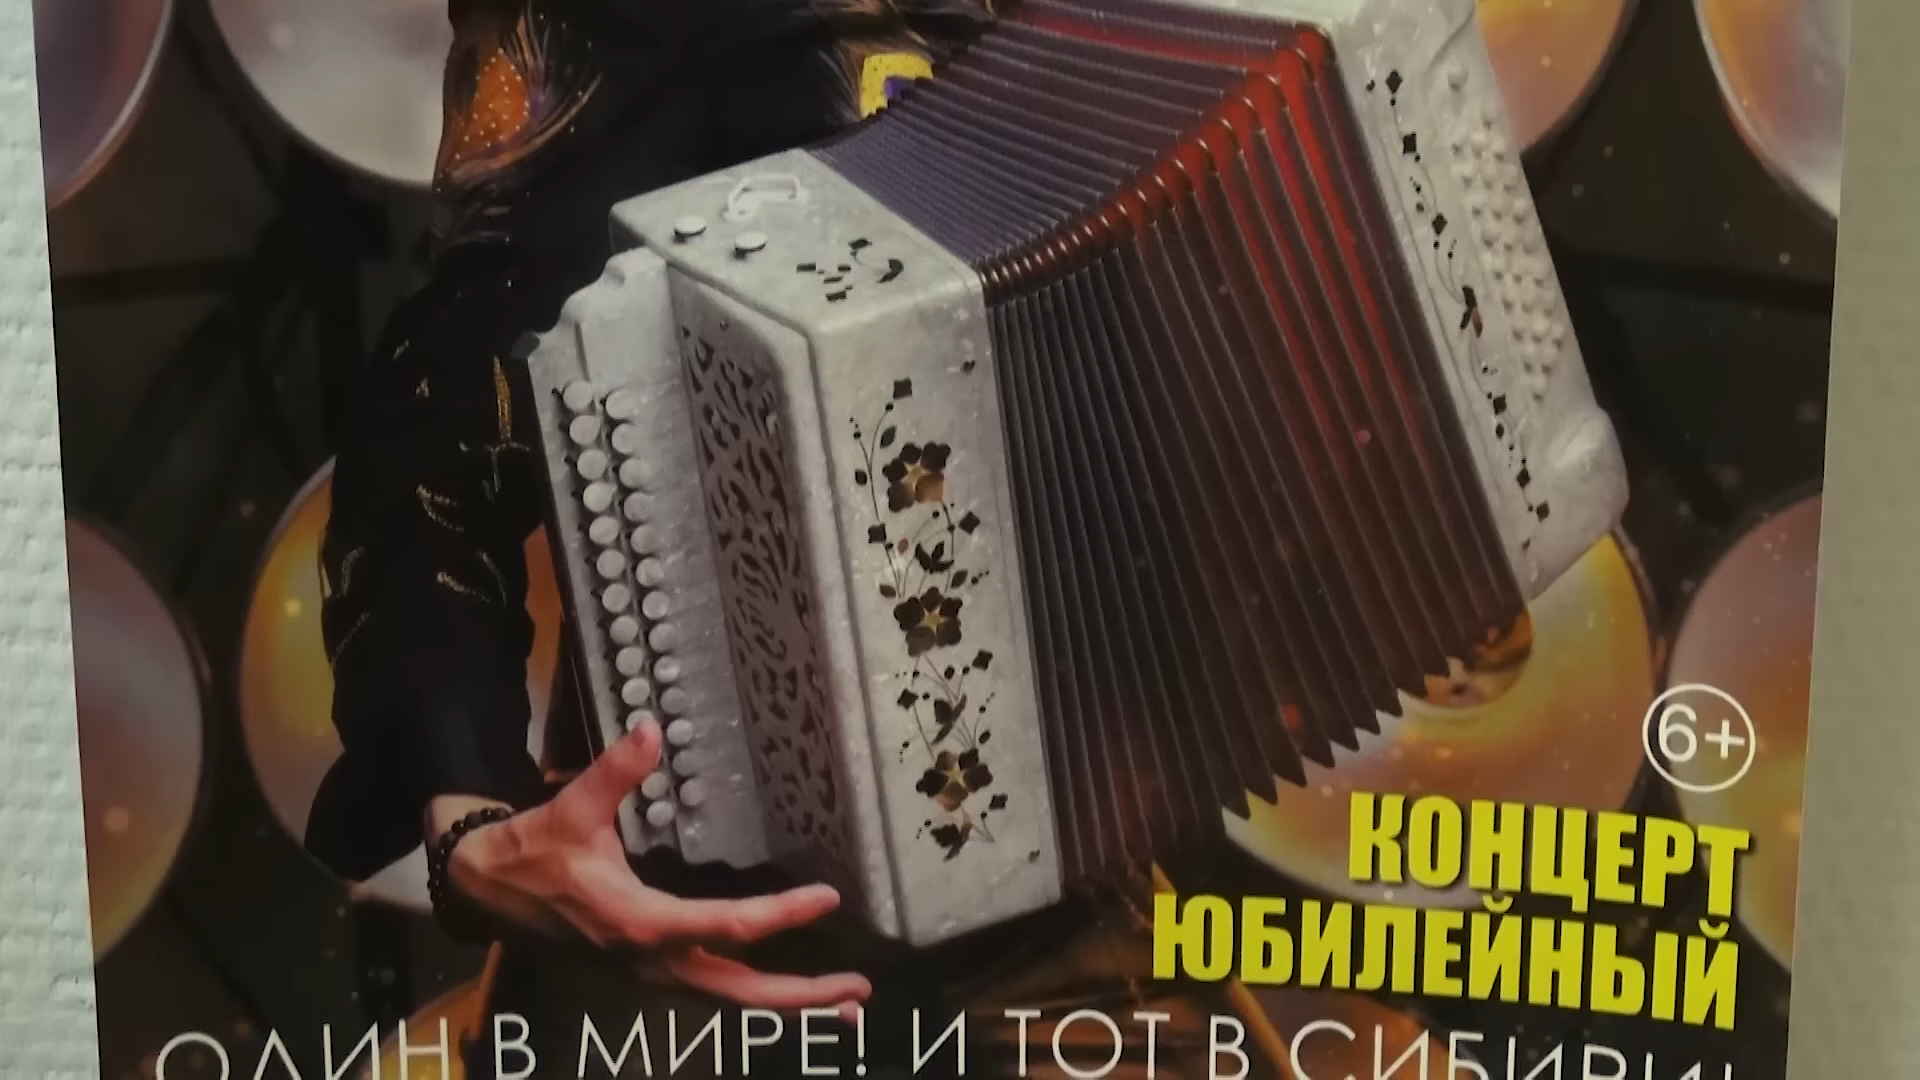 6+
КОНЦЕРТ
ЮБИЛЕЙНЫЙ
ОДИН В МИРЕ! И ТОТ В СИБИРИ!